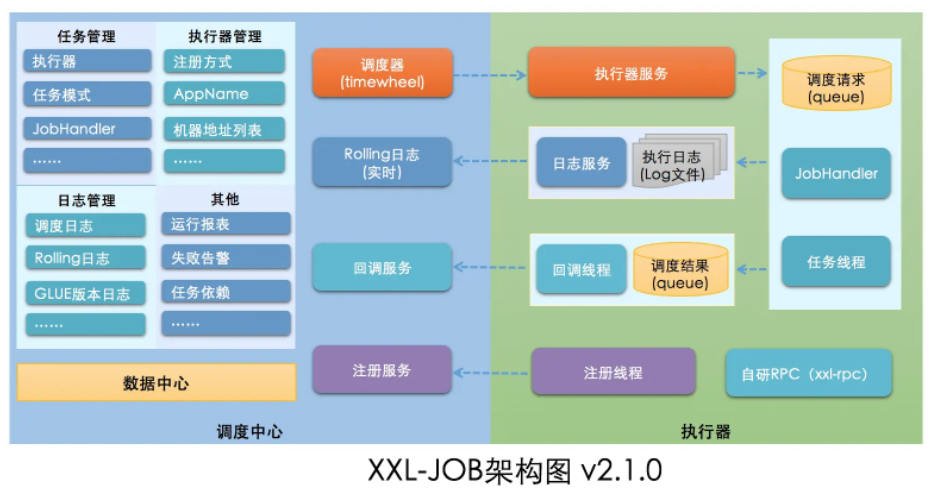 任务管理
执行器
任务模式
JobHandler
......
执行器管理
注册方式
AppName
机器地址列表
......
日志管理
调度日志
Rolling日志
GLUE版本日志
......
其他
运行报表
失败告警
任务依赖
......
数据中心
调度器
(timewheel)
Rolling日志
(实时)
回调服务
注册服务
调度中心
执行器服务
日志服务
执行日志
(Log文件)
回调线程
调度结果
(queue)
注册线程
调度请求
(queue)
JobHandler
任务线程
自研RPC（xxl-rpc）
执行器
XXL-JOB架构图 v2.1.0